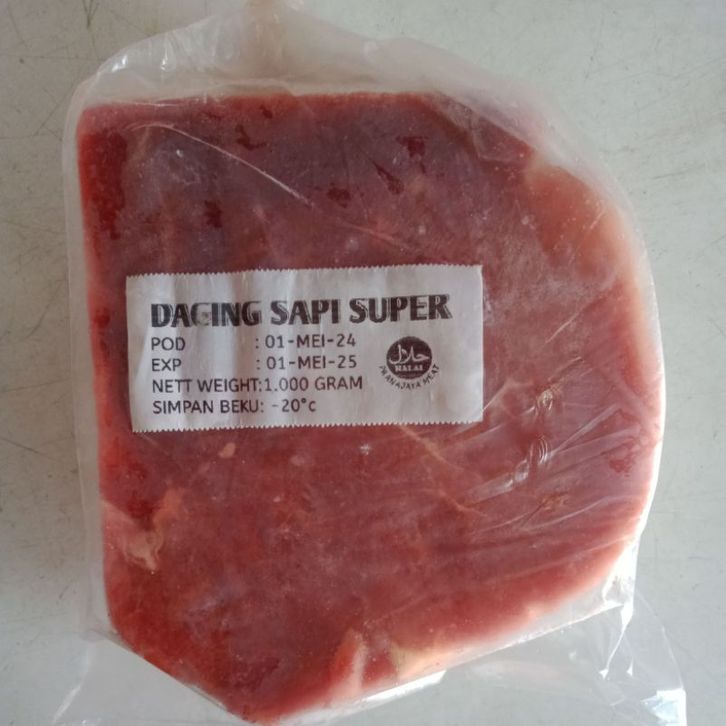 DAGING SAPI SUPER
POD : 01-MEI-24
EXP : 01-MEI-25
NETT WEIGHT:1.000 GRAM
SIMPAN BEKU: -20°c
حلال
HALAL